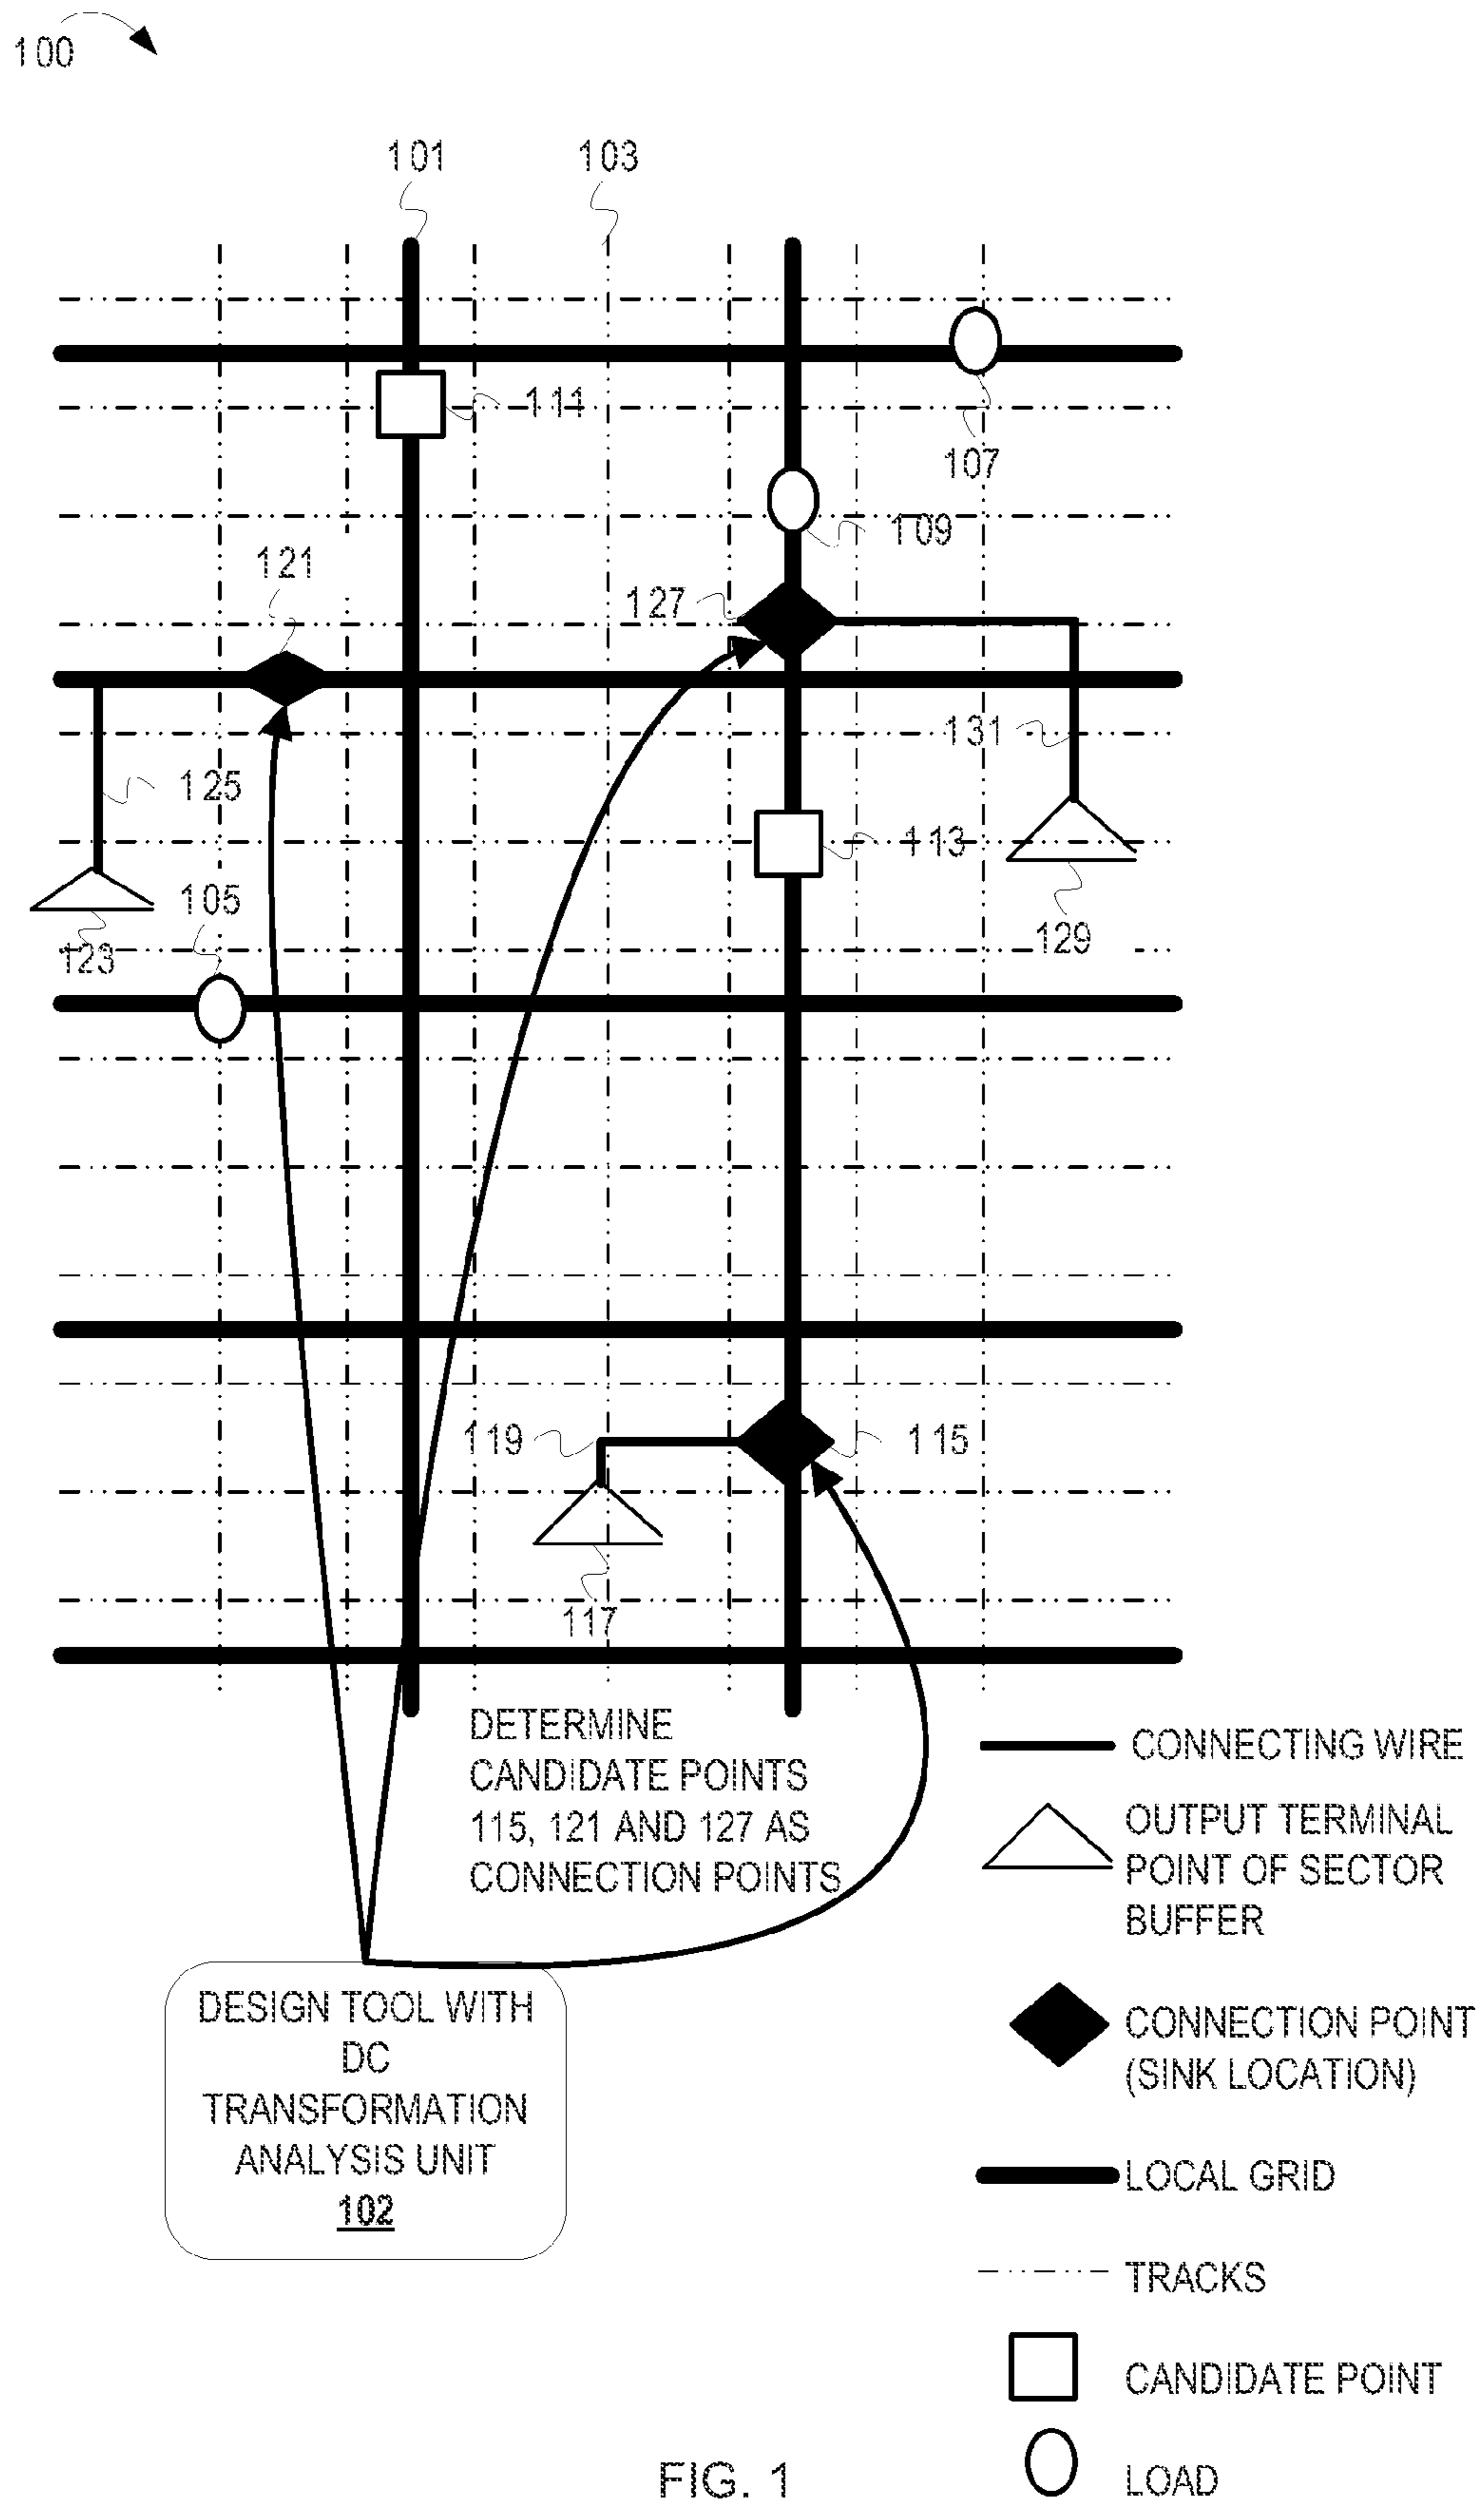 100
101
103
111
107
109
121
127
131
125
113
105
123
129
119
115
117
DETERMINE
CANDIDATE POINTS
115, 121 AND 127 AS
CONNECTION POINTS
CONNECTING WIRE
OUTPUT TERMINAL
POINT OF SECTOR
BUFFER
DESIGN TOOL WITH
DC
TRANSFORMATION
ANALYSIS UNIT
102
CONNECTION POINT
(SINK LOCATION)
LOCAL GRID
TRACKS
CANDIDATE POINT
LOAD
FIG. 1